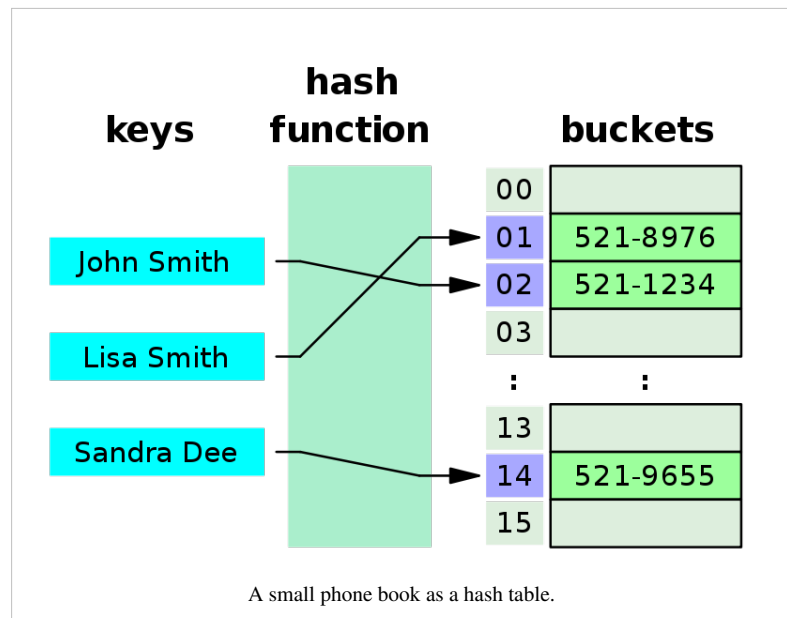 hash
keys function buckets
00
John Smith 01 521-8976
02 521-1234
Lisa Smith 03
: :
13
Sandra Dee 14 521-9655
15
A small phone book as a hash table.